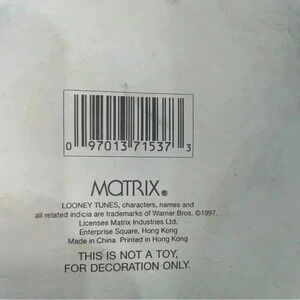 0 97013 71537 3
MATRIX®
LOONEY TUNES, characters, names and
all related indicia are trademarks of Warner Bros. ©1997.
Licensee Matrix Industries Ltd.
Enterprise Square, Hong Kong
Made in China Printed in Hong Kong
THIS IS NOT A TOY,
FOR DECORATION ONLY.